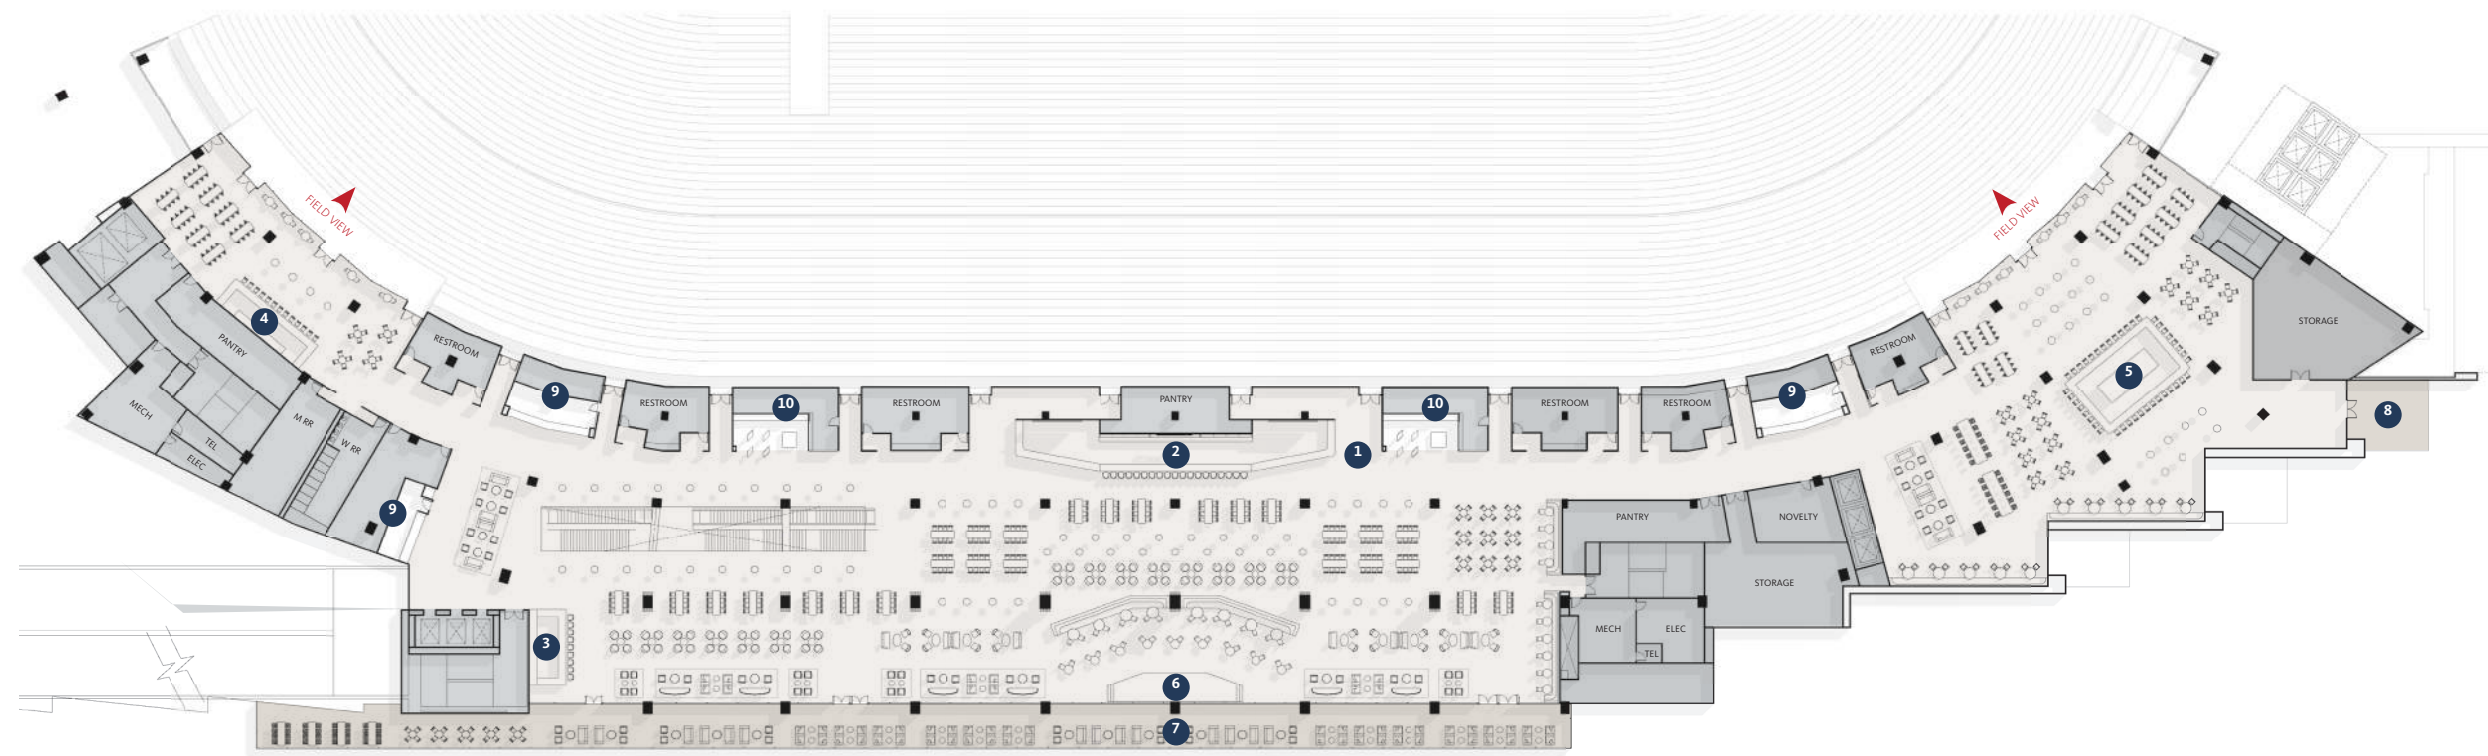 FIELD VIEW
FIELD VIEW
4
PANTRY
MECH
TEL
ELEC
M RR
W RR
9
RESTROOM
9
RESTROOM
10
RESTROOM
PANTRY
2
1
10
RESTROOM
RESTROOM
9
RESTROOM
5
STORAGE
8
PANTRY
NOVELTY
STORAGE
MECH
ELEC
TEL
3
6
7